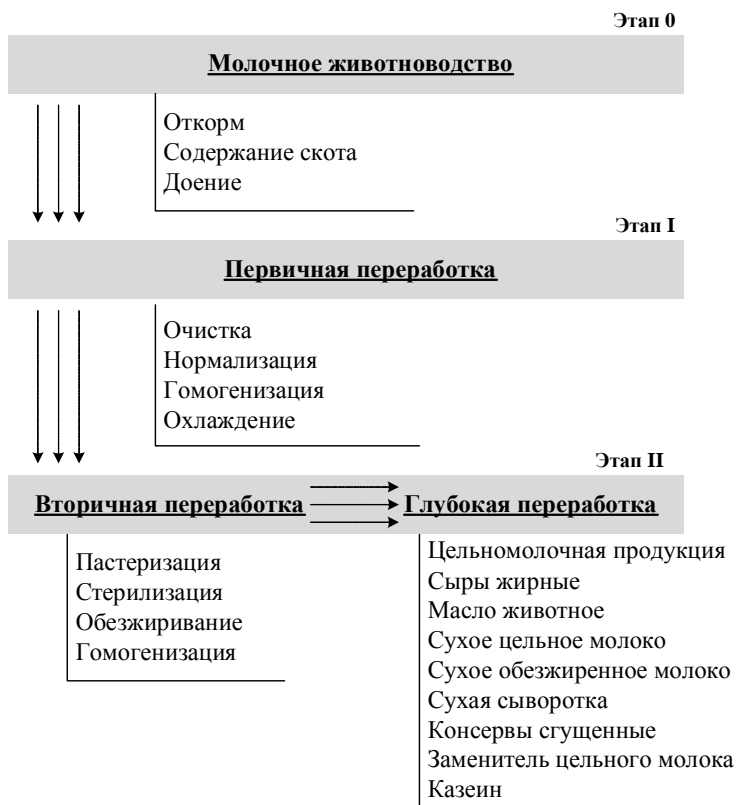 Этап 0
Молочное животноводство
Откорм
Содержание скота
Доение
Этап I
Первичная переработка
Очистка
Нормализация
Гомогенизация
Охлаждение
Этап II
Вторичная переработка
Глубокая переработка
Пастеризация
Стерилизация
Обезжиривание
Гомогенизация
Цельномолочная продукция
Сыры жирные
Масло животное
Сухое цельное молоко
Сухое обезжиренное молоко
Сухая сыворотка
Консервы сгущенные
Заменитель цельного молока
Казеин